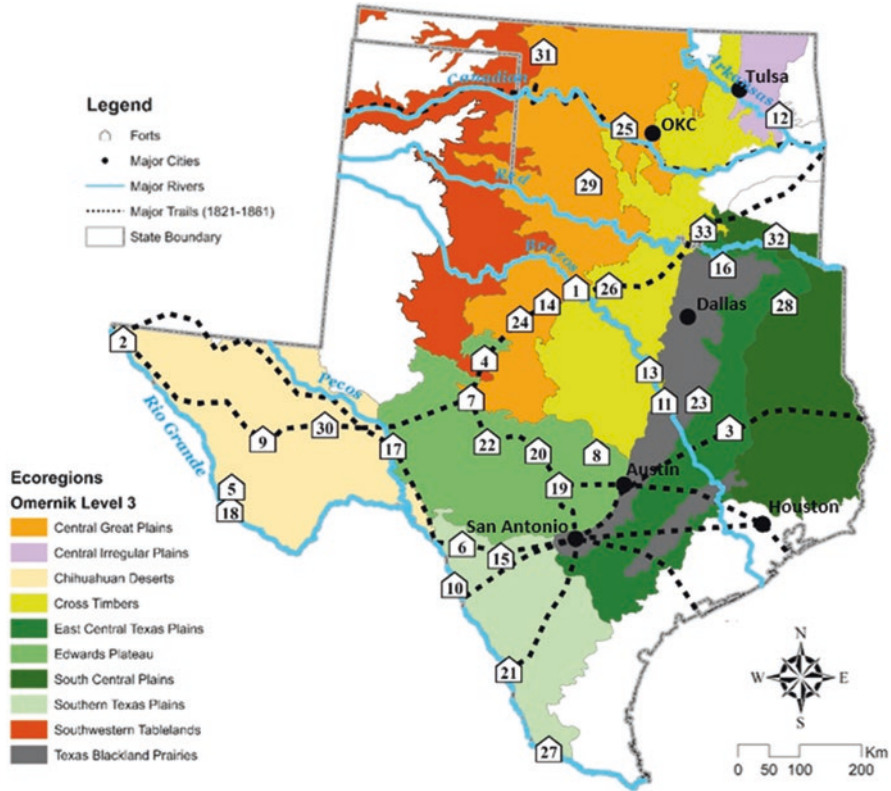 31
Canadian
Arkansas
Tulsa
12
25
OKC
Legend
Forts
Major Cities
Major Rivers
Major Trails (1821-1861)
State Boundary
Red
29
33
32
Brazos
16
1
26
28
14
24
Dallas
2
4
13
Pecos
7
11
23
Rio Grande
9
30
17
22
20
8
3
5
18
19
Austin
Houston
San Antonio
6
15
10
21
27
Ecoregions
Omernik Level 3
Central Great Plains
Central Irregular Plains
Chihuahuan Deserts
Cross Timbers
East Central Texas Plains
Edwards Plateau
South Central Plains
Southern Texas Plains
Southwestern Tablelands
Texas Blackland Prairies
N
W
E
S
Km
0 50 100 200